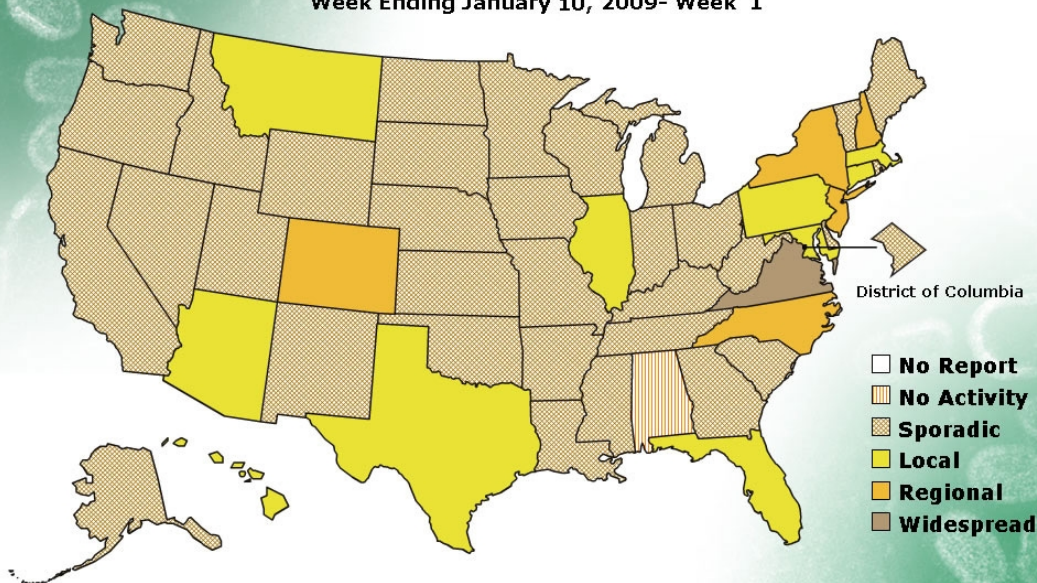 Week Ending January 10, 2009- Week 1
District of Columbia
No Report
No Activity
Sporadic
Local
Regional
Widespread